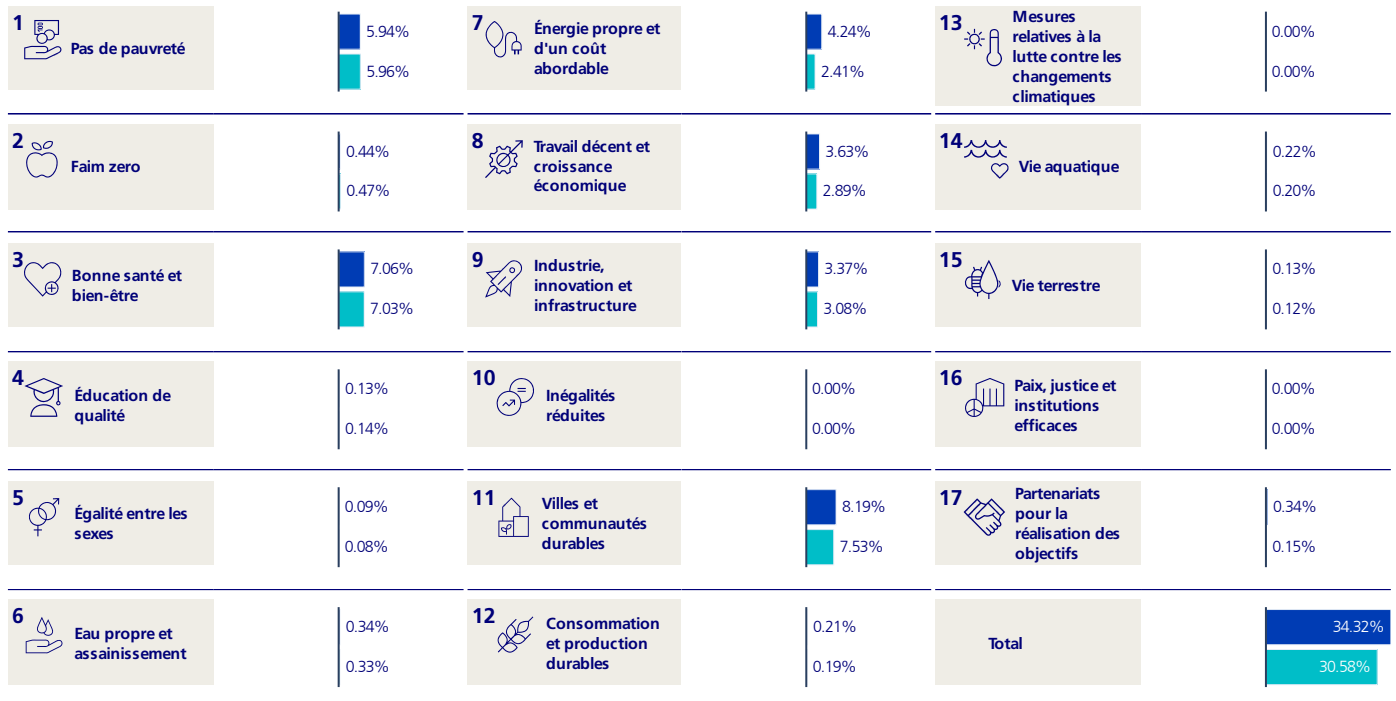 1
Pas de pauvreté
5.94%
5.96%
2
Faim zero
0.44%
0.47%
3
Bonne santé et
bien-être
7.06%
7.03%
4
Éducation de
qualité
0.13%
0.14%
5
Égalité entre les
sexes
0.09%
0.08%
6
Eau propre et
assainissement
0.34%
0.33%
7
Énergie propre et
d'un coût
abordable
4.24%
2.41%
8
Travail décent et
croissance
économique
3.63%
2.89%
9
Industrie,
innovation et
infrastructure
3.37%
3.08%
10
Inégalités
réduites
0.00%
0.00%
11
Villes et
communautés
durables
8.19%
7.53%
12
Consommation
et production
durables
0.21%
0.19%
13
Mesures
relatives à la
lutte contre les
changements
climatiques
0.00%
0.00%
14
Vie aquatique
0.22%
0.20%
15
Vie terrestre
0.13%
0.12%
16
Paix, justice et
institutions
efficaces
0.00%
0.00%
17
Partenariats
pour la
réalisation des
objectifs
0.34%
0.15%
Total
34.32%
30.58%